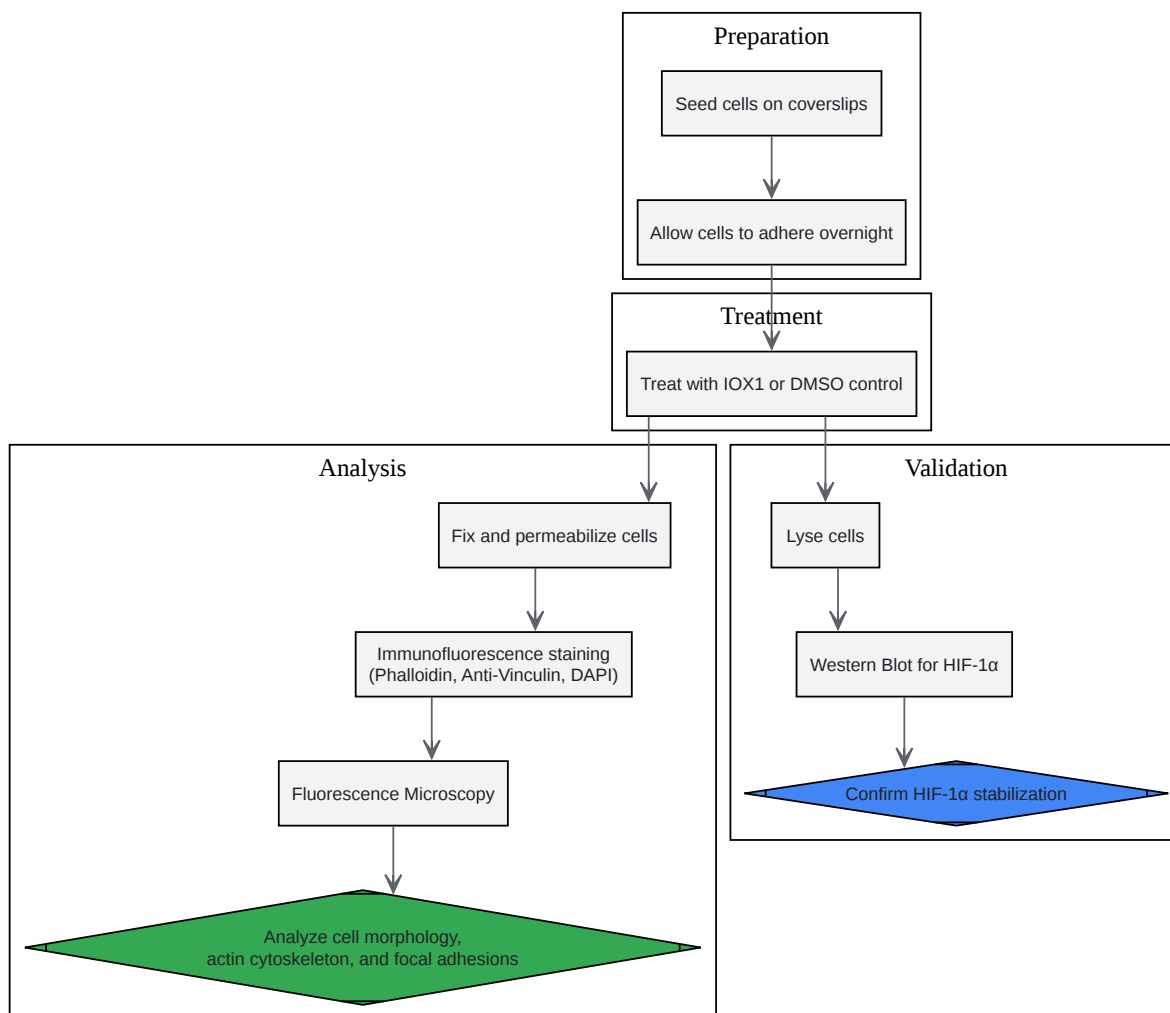 Preparation
Seed cells on coverslips
Allow cells to adhere overnight
Treatment
Treat with IOX1 or DMSO control
Analysis
Fix and permeabilize cells
Immunofluorescence staining
(Phalloidin, Anti-Vinculin, DAPI)
Fluorescence Microscopy
Analyze cell morphology,
actin cytoskeleton, and focal adhesions
Validation
Lyse cells
Western Blot for HIF-1α
Confirm HIF-1α stabilization